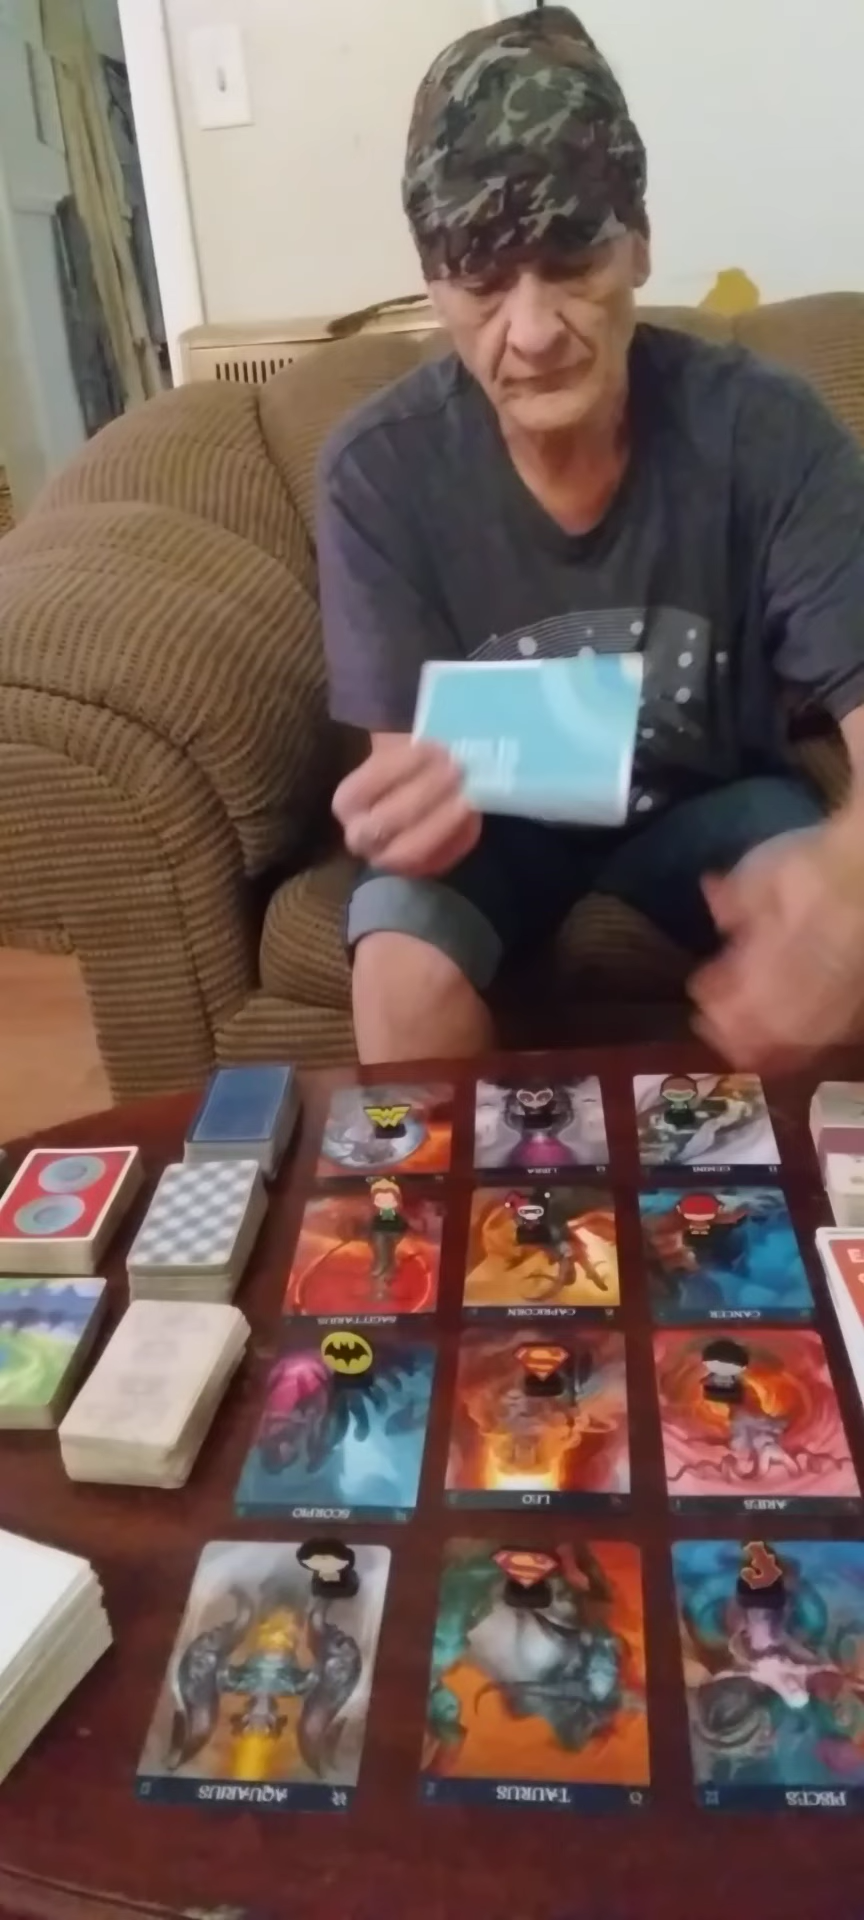 LIBRA
GEMINI
SAGITTARIUS
CAPRICORN
CANCER
SCORPIO
LEO
ARIES
AQUARIUS
TAURUS
PISCES